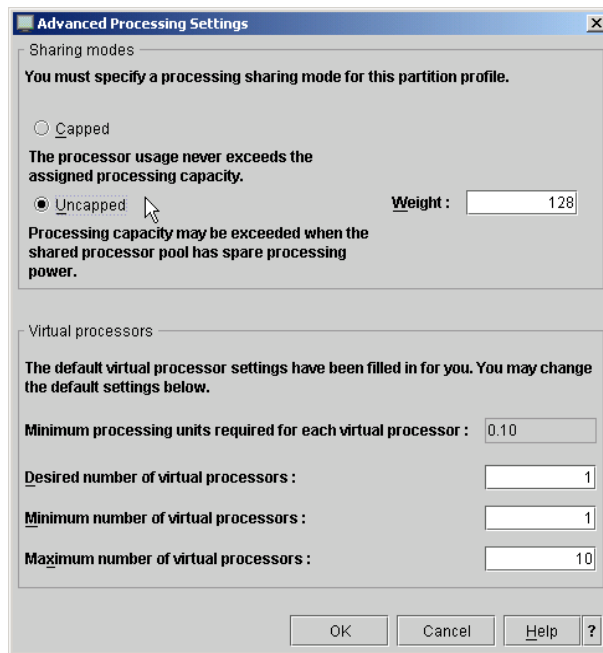 Advanced Processing Settings
Sharing modes
You must specify a processing sharing mode for this partition profile.
Capped
The processor usage never exceeds the
assigned processing capacity.
Uncapped
Weight :
128
Processing capacity may be exceeded when the
shared processor pool has spare processing
power.
Virtual processors
The default virtual processor settings have been filled in for you. You may change
the default settings below.
Minimum processing units required for each virtual processor :
0.10
Desired number of virtual processors :
1
Minimum number of virtual processors :
1
Maximum number of virtual processors :
10
OK
Cancel
Help
?